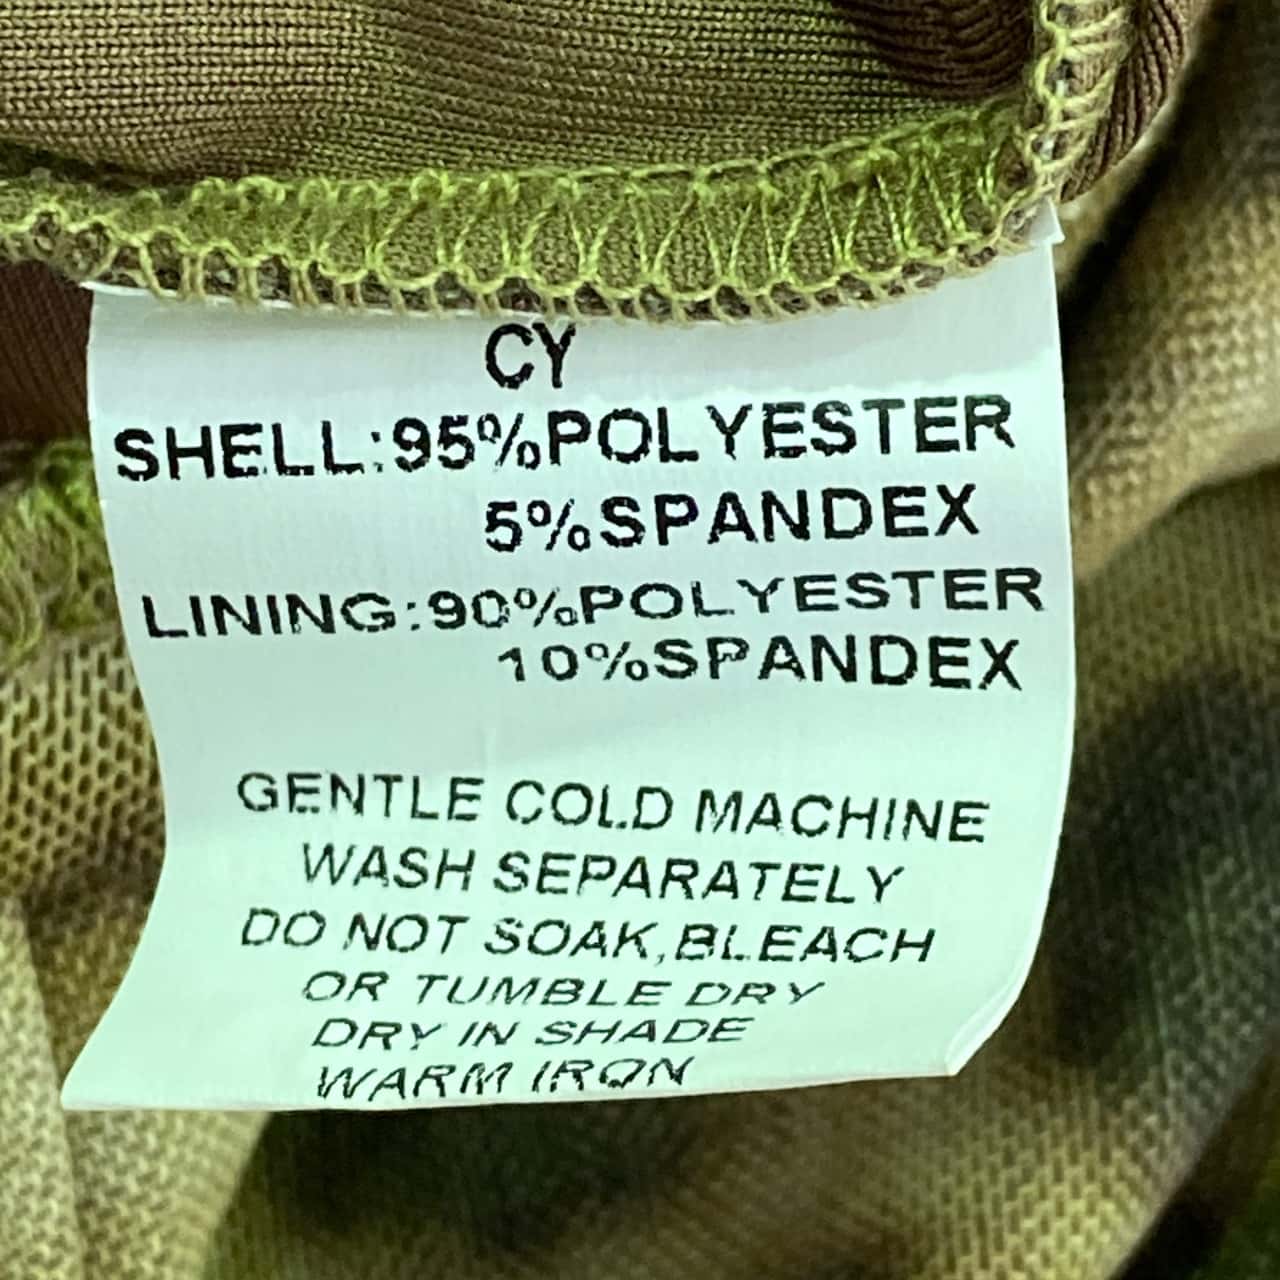 CY
SHELL:95%POLYESTER
5%SPANDEX
LINING:90%POLYESTER
10%SPANDEX
GENTLE COLD MACHINE
WASH SEPARATELY
DO NOT SOAK,BLEACH
OR TUMBLE DRY
DRY IN SHADE
WARM IRON